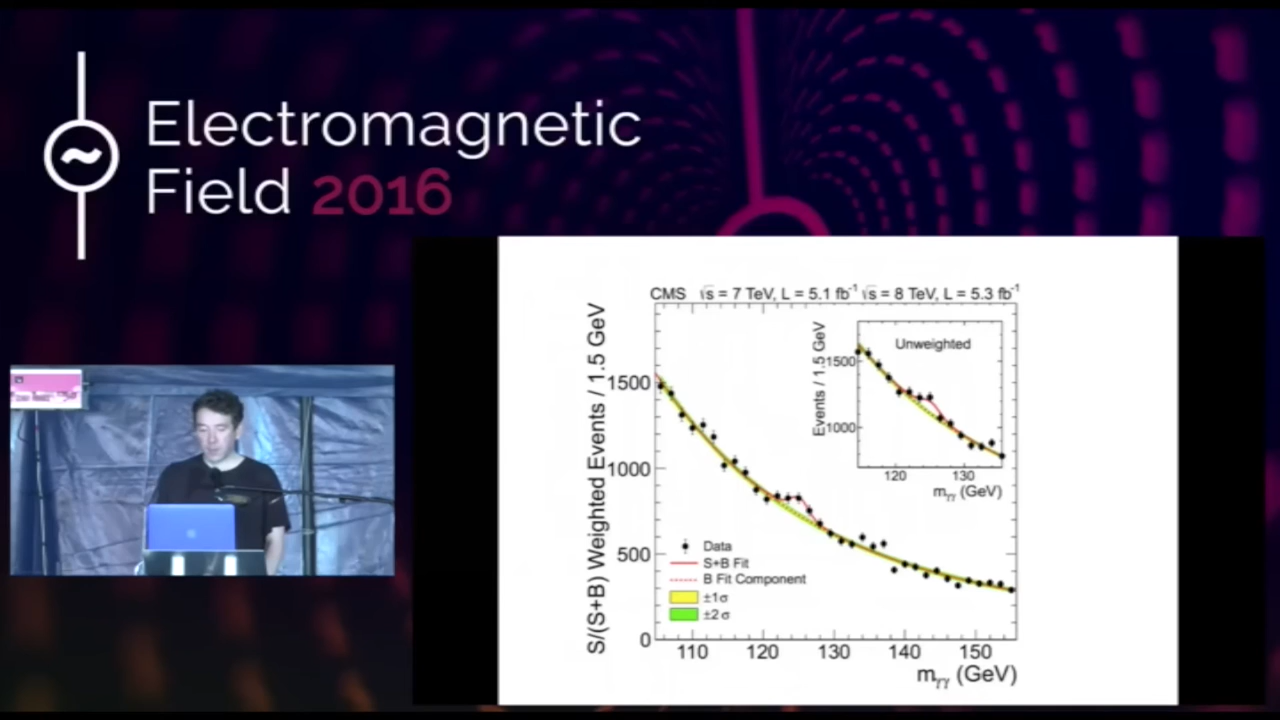 Electromagnetic
Field 2016
CMS √s = 7 TeV, L = 5.1 fb⁻¹ √s = 8 TeV, L = 5.3 fb⁻¹
S/(S+B) Weighted Events / 1.5 GeV
1500
1000
500
0
110 120 130 140 150
mγγ (GeV)
Data
S+B Fit
B Fit Component
±1σ
±2σ
Unweighted
Events / 1.5 GeV
1500
1000
120 130
mγγ (GeV)